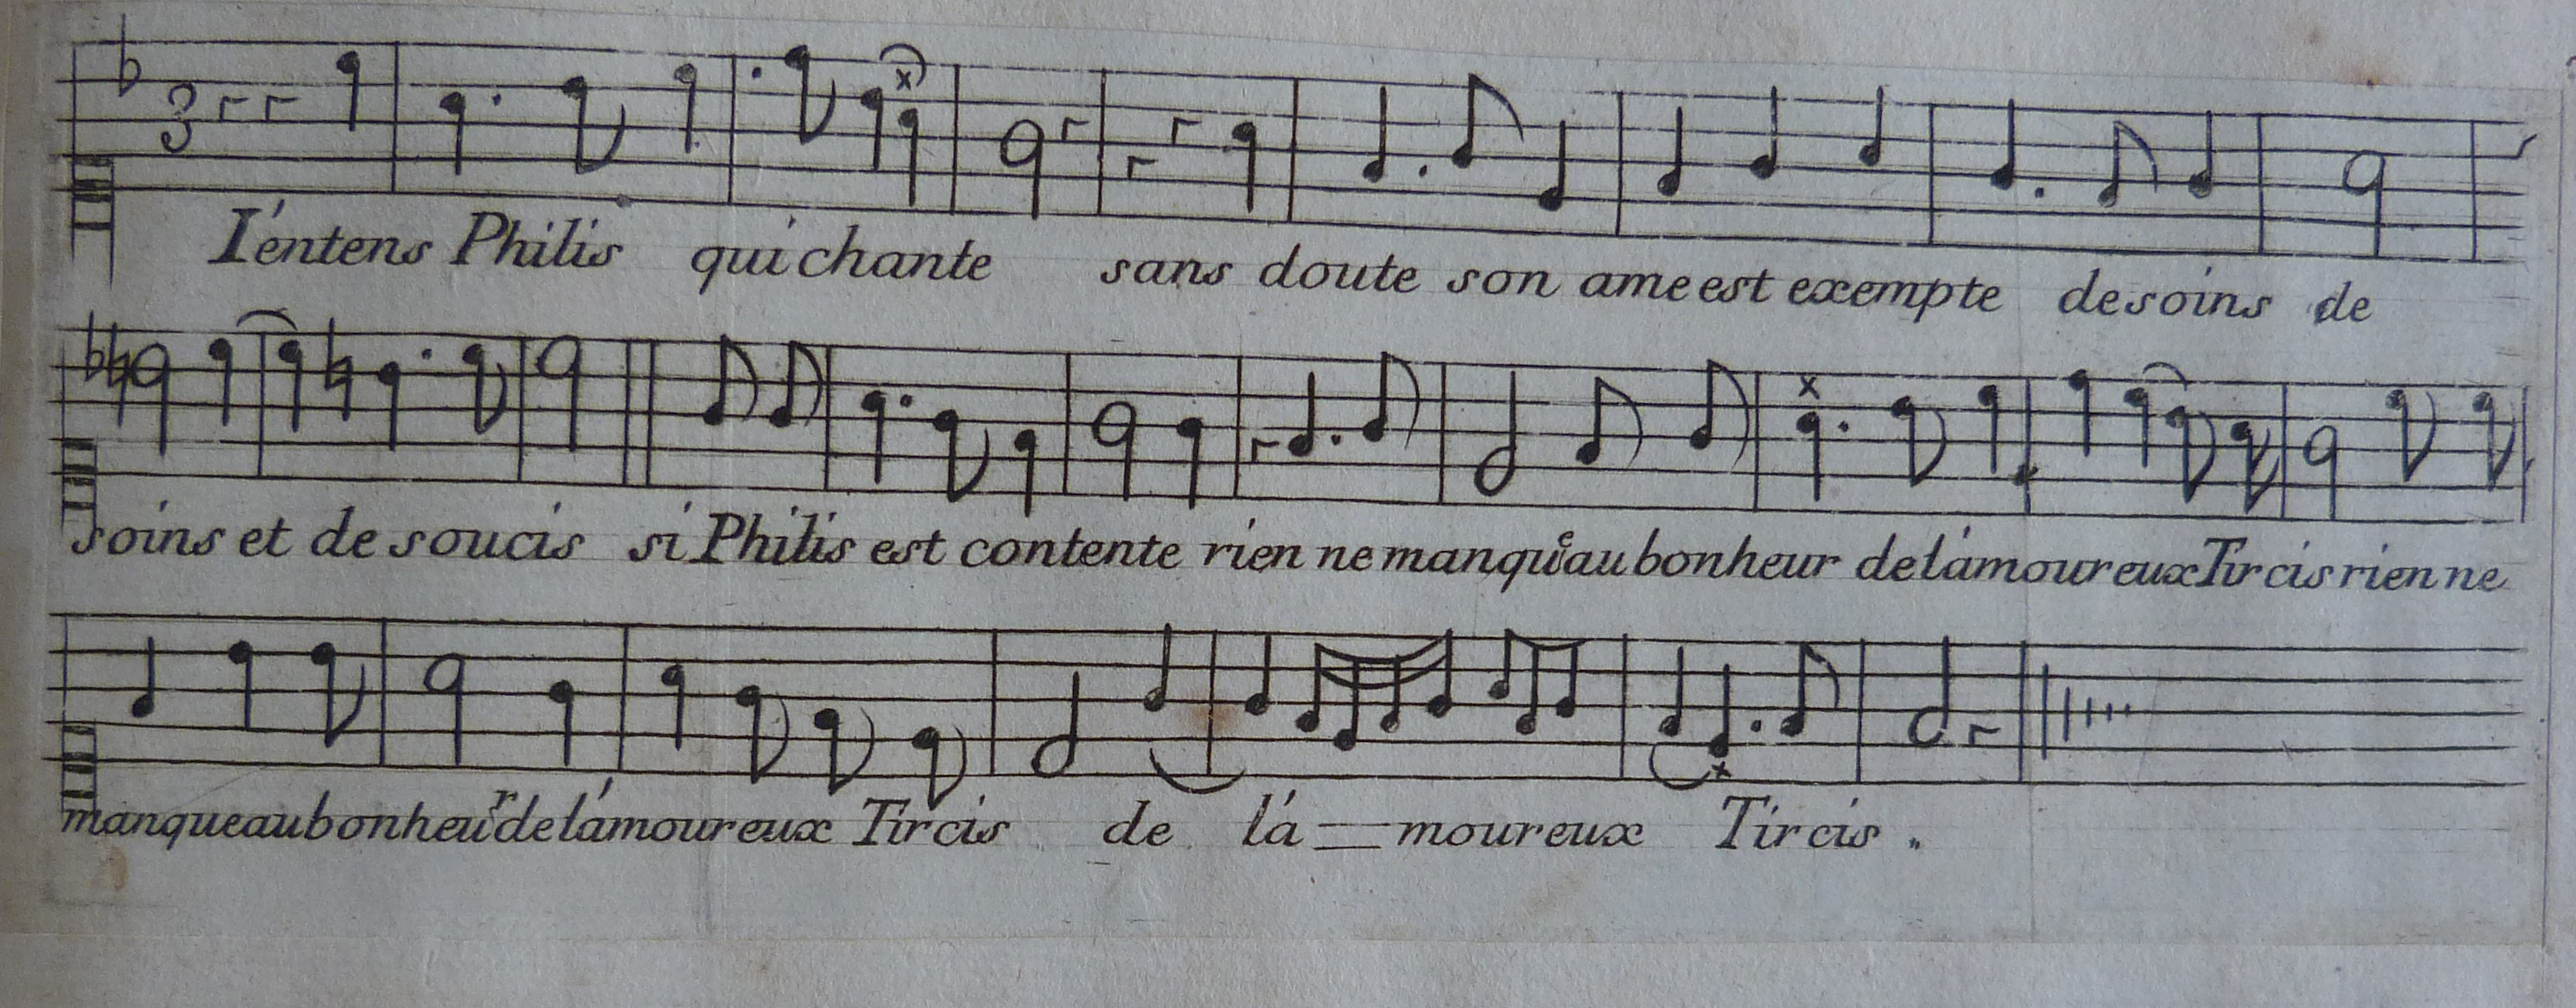 I'entens Philis qui chante sans doute son ame est exempte de soins de
soins et de soucis si Philis est contente rien ne manque au bonheur de l'amoureux Tircis rien ne
manque au bonheur de l'amoureux Tircis de l'a = moureux Tircis.